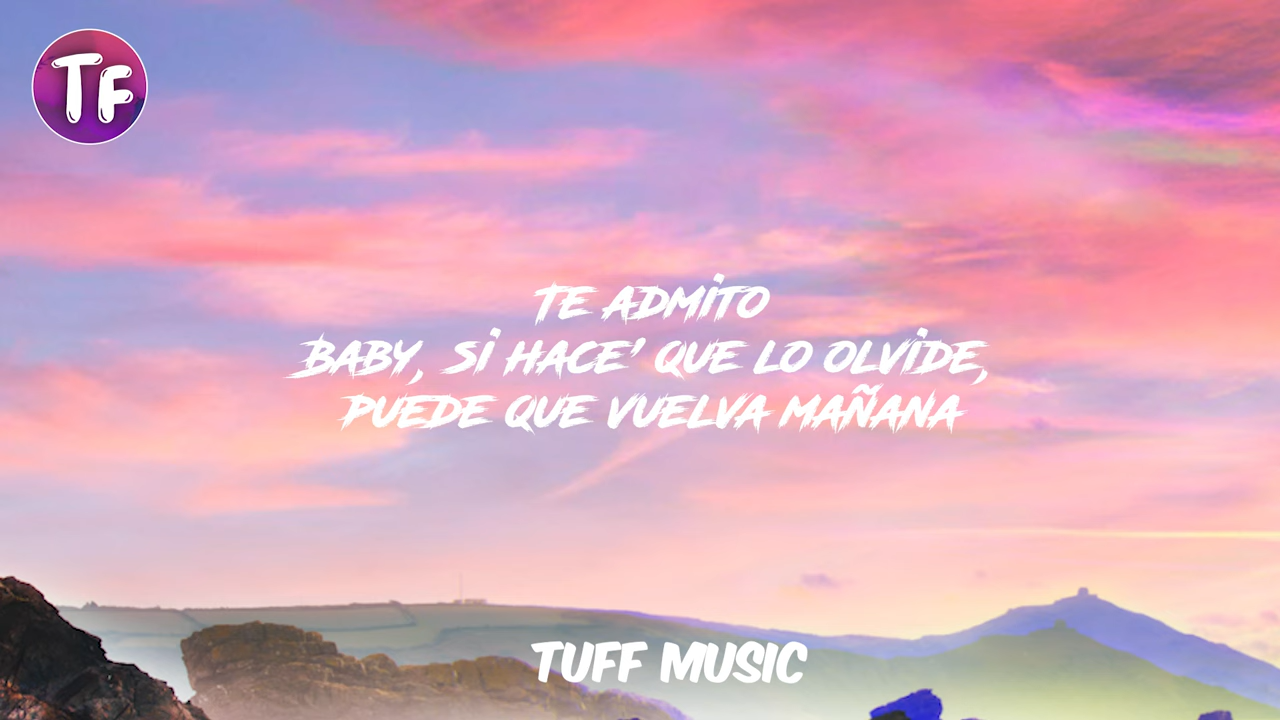 TF
TE ADMITO
BABY, SI HACE' QUE LO OLVIDE,
PUEDE QUE VUELVA MAÑANA
TUFF MUSIC